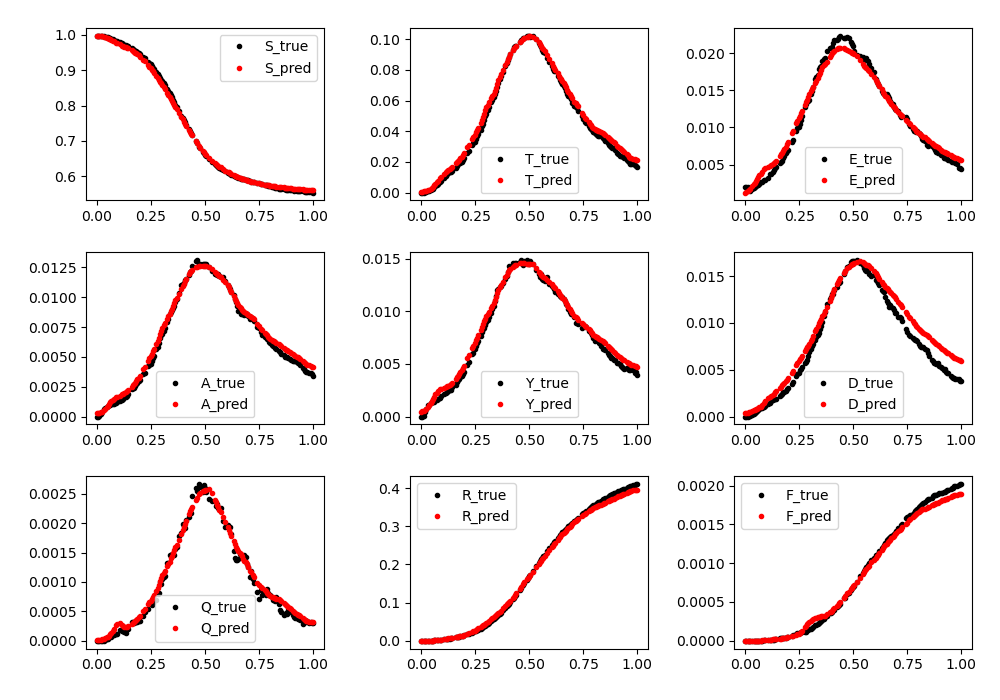 1.0
0.9
0.8
0.7
0.6
S_true
S_pred
0.00 0.25 0.50 0.75 1.00
0.10
0.08
0.06
0.04
0.02
0.00
T_true
T_pred
0.00 0.25 0.50 0.75 1.00
0.020
0.015
0.010
0.005
E_true
E_pred
0.00 0.25 0.50 0.75 1.00
0.0125
0.0100
0.0075
0.0050
0.0025
0.0000
A_true
A_pred
0.00 0.25 0.50 0.75 1.00
0.015
0.010
0.005
0.000
Y_true
Y_pred
0.00 0.25 0.50 0.75 1.00
0.015
0.010
0.005
0.000
D_true
D_pred
0.00 0.25 0.50 0.75 1.00
0.0025
0.0020
0.0015
0.0010
0.0005
0.0000
Q_true
Q_pred
0.00 0.25 0.50 0.75 1.00
0.4
0.3
0.2
0.1
0.0
R_true
R_pred
0.00 0.25 0.50 0.75 1.00
0.0020
0.0015
0.0010
0.0005
0.0000
F_true
F_pred
0.00 0.25 0.50 0.75 1.00